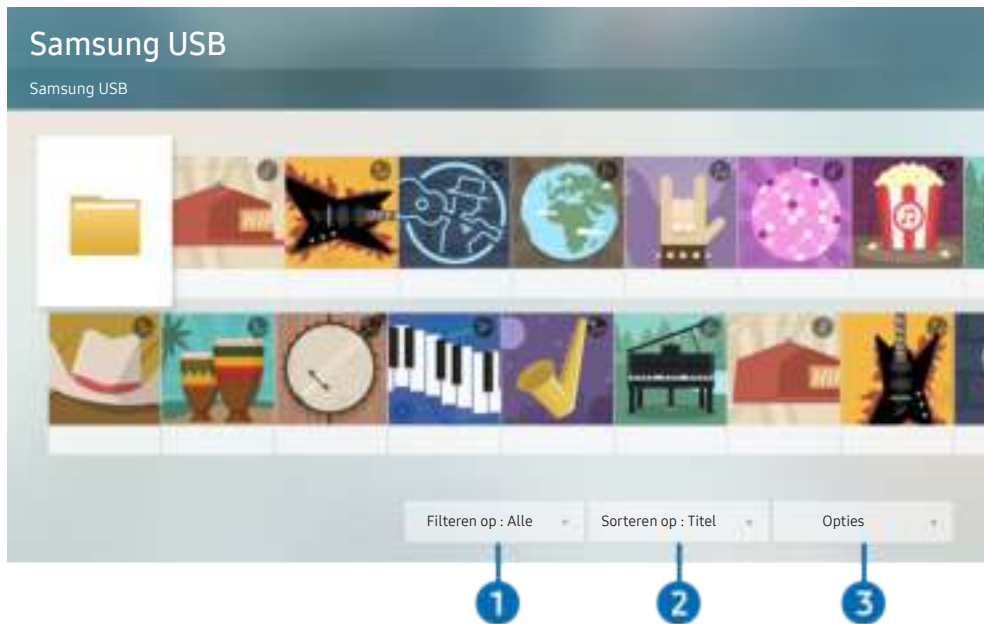 Samsung USB
Samsung USB
Filteren op : Alle
Sorteren op : Titel
Opties
1
2
3